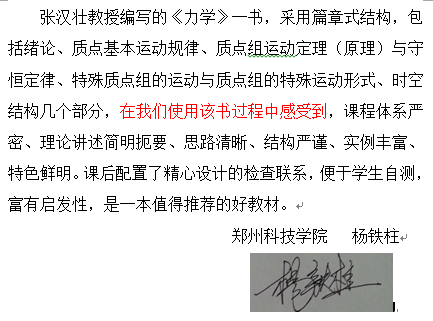 张汉壮教授编写的《力学》一书，采用篇章式结构，包
括绪论、质点基本运动规律、质点组运动定理（原理）与守
恒定律、特殊质点组的运动与质点组的特殊运动形式、时空
结构几个部分，在我们使用该书过程中感受到，课程体系严
密、理论讲述简明扼要、思路清晰、结构严谨、实例丰富、
特色鲜明。课后配置了精心设计的检查联系，便于学生自测，
富有启发性，是一本值得推荐的好教材。
郑州科技学院 杨铁柱
杨铁柱